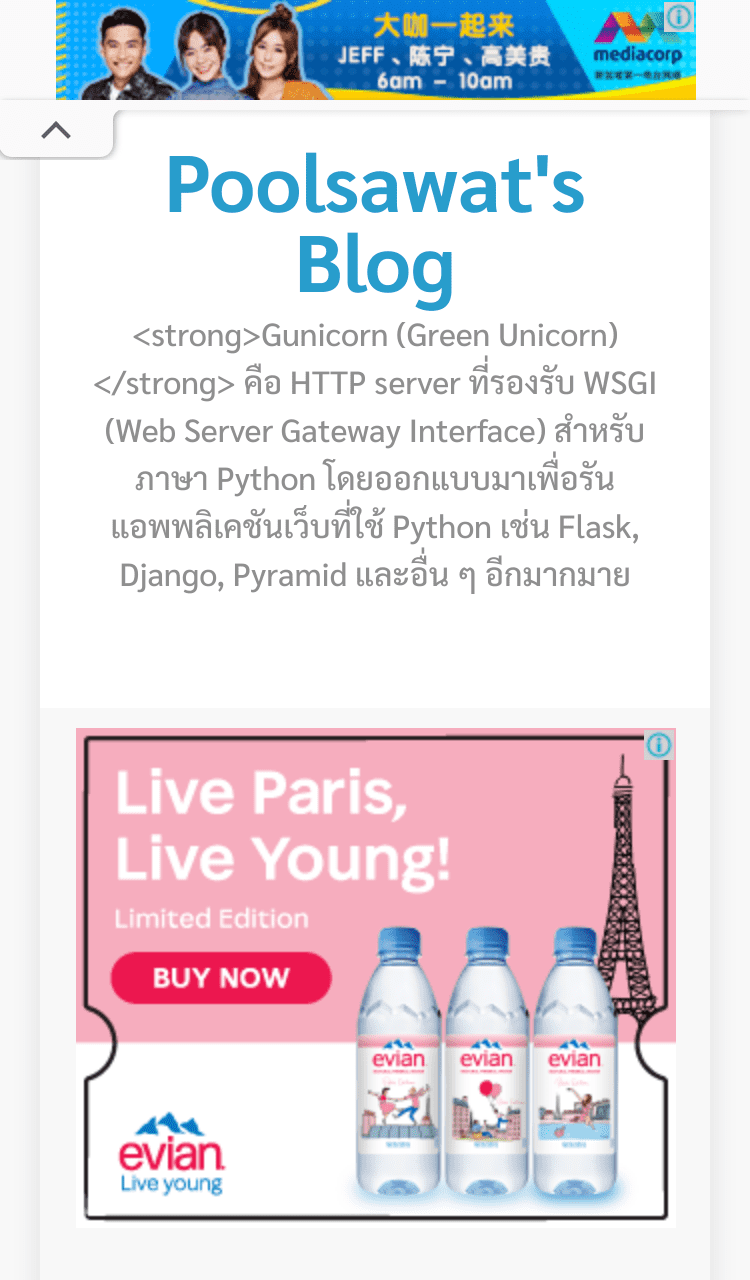 大咖一起来
JEFF、陈宁、高美贵
6am – 10am
mediacorp
Poolsawat's
Blog
<strong>Gunicorn (Green Unicorn)
</strong> คือ HTTP server ที่รองรับ WSGI
(Web Server Gateway Interface) สำหรับ
ภาษา Python โดยออกแบบมาเพื่อรัน
แอพพลิเคชันเว็บที่ใช้ Python เช่น Flask,
Django, Pyramid และอื่น ๆ อีกมากมาย
Live Paris,
Live Young!
Limited Edition
BUY NOW
evian
evian
evian
evian
Live young